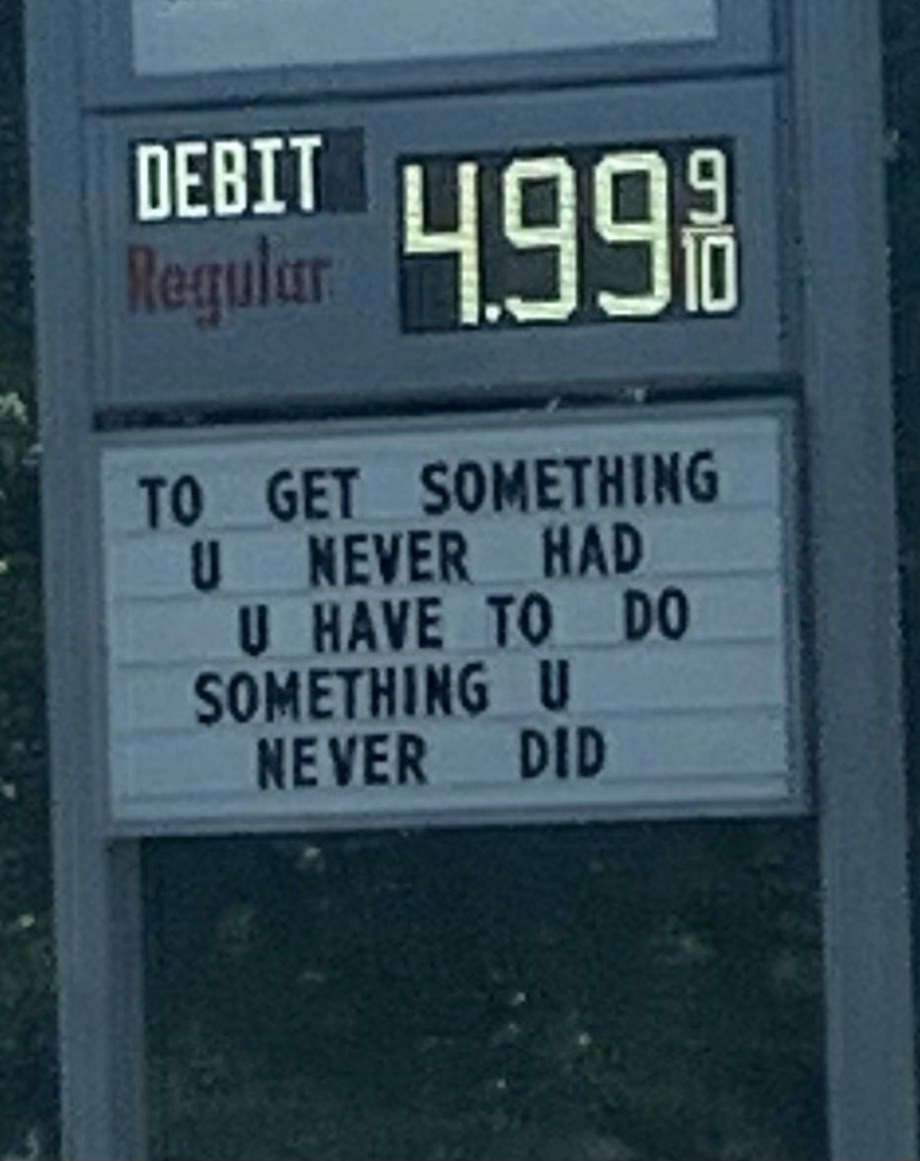 DEBIT
Regular
4.99 9/10
TO GET SOMETHING
U NEVER HAD
U HAVE TO DO
SOMETHING U
NEVER DID